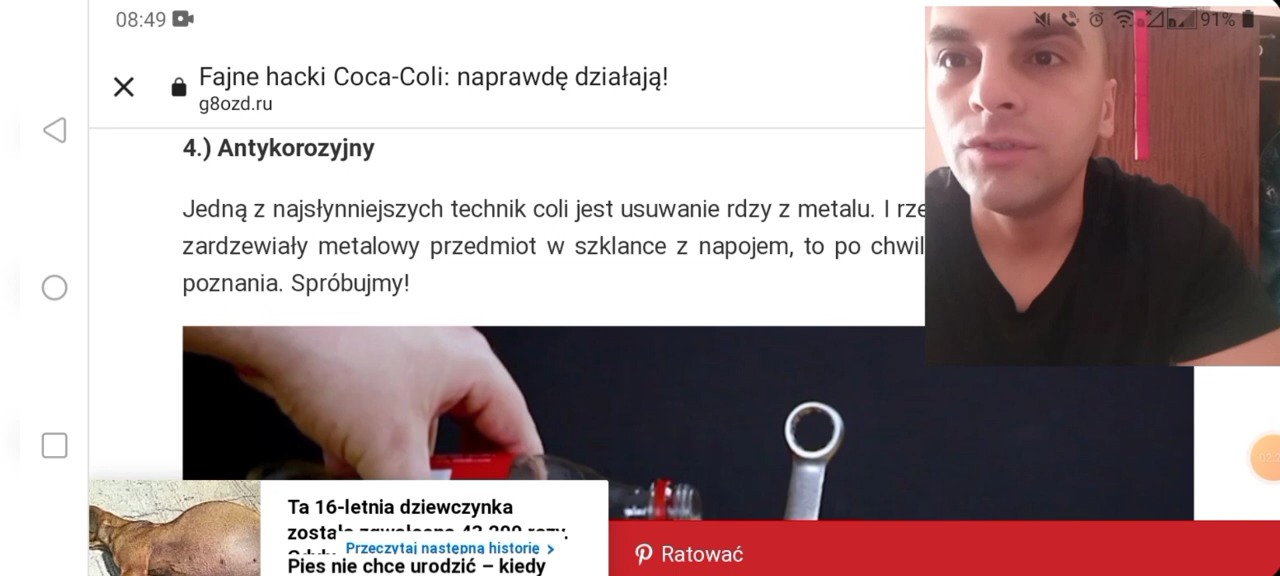 08:49
91%
Fajne hacki Coca-Coli: naprawdę działają!
g8ozd.ru
4.) Antykorozyjny
Jedną z najsłynniejszych technik coli jest usuwanie rdzy z metalu. I
zardzewiały metalowy przedmiot w szklance z napojem, to po
poznania. Spróbujmy!
Ta 16-letnia dziewczynka
została
Przeczytaj następną historię >
Pies nie chce urodzić – kiedy
Ratować